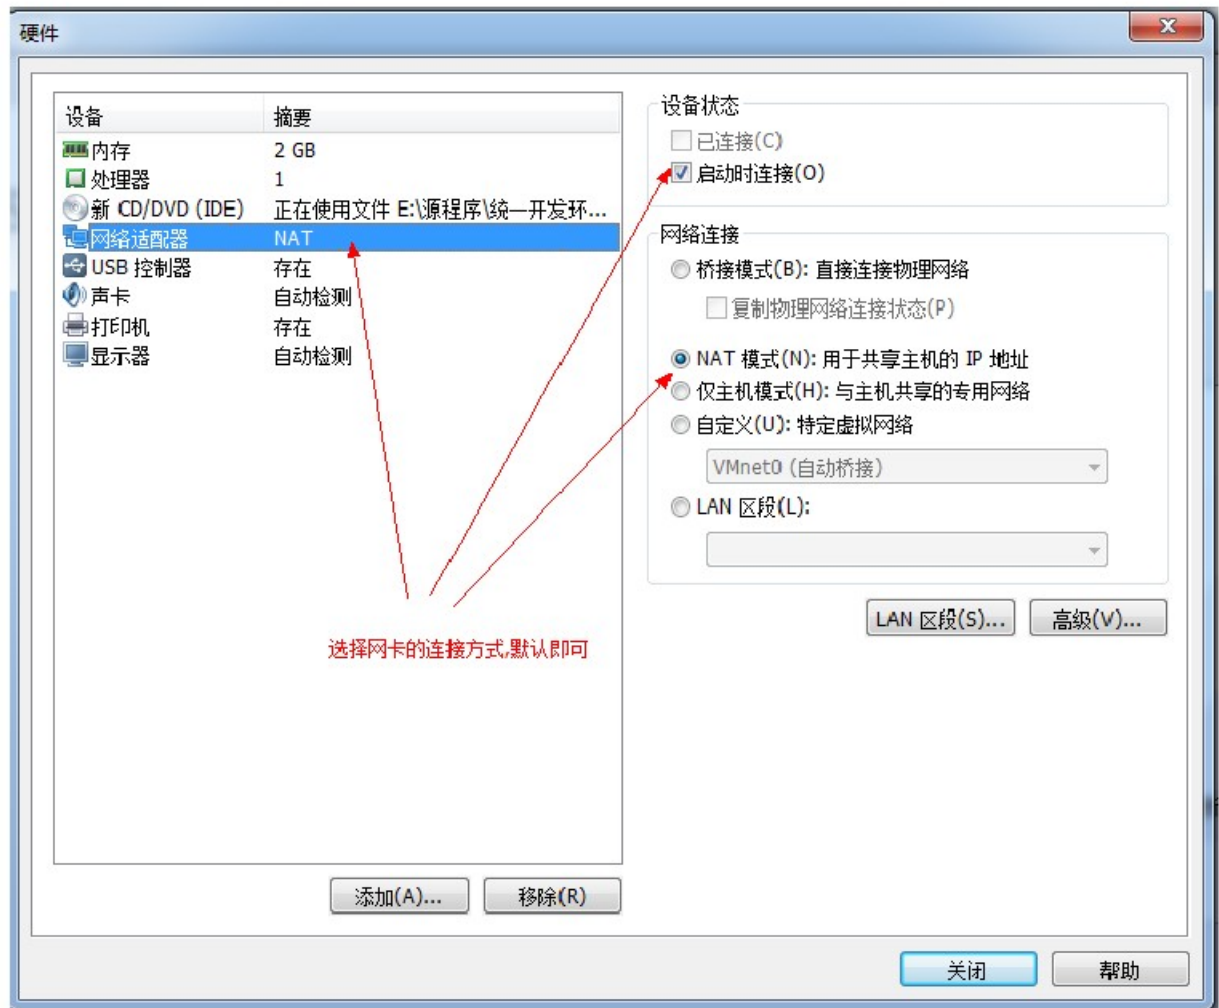 硬件
设备 摘要
内存 2 GB
处理器 1
新 CD/DVD (IDE) 正在使用文件 E:\源程序\统一开发环...
网络适配器 NAT
USB 控制器 存在
声卡 自动检测
打印机 存在
显示器 自动检测
选择网卡的连接方式,默认即可
添加(A)... 移除(R)
设备状态
已连接(C)
启动时连接(O)
网络连接
桥接模式(B): 直接连接物理网络
复制物理网络连接状态(P)
NAT 模式(N): 用于共享主机的 IP 地址
仅主机模式(H): 与主机共享的专用网络
自定义(U): 特定虚拟网络
VMnet0 (自动桥接)
LAN 区段(L):
LAN 区段(S)... 高级(V)...
关闭 帮助